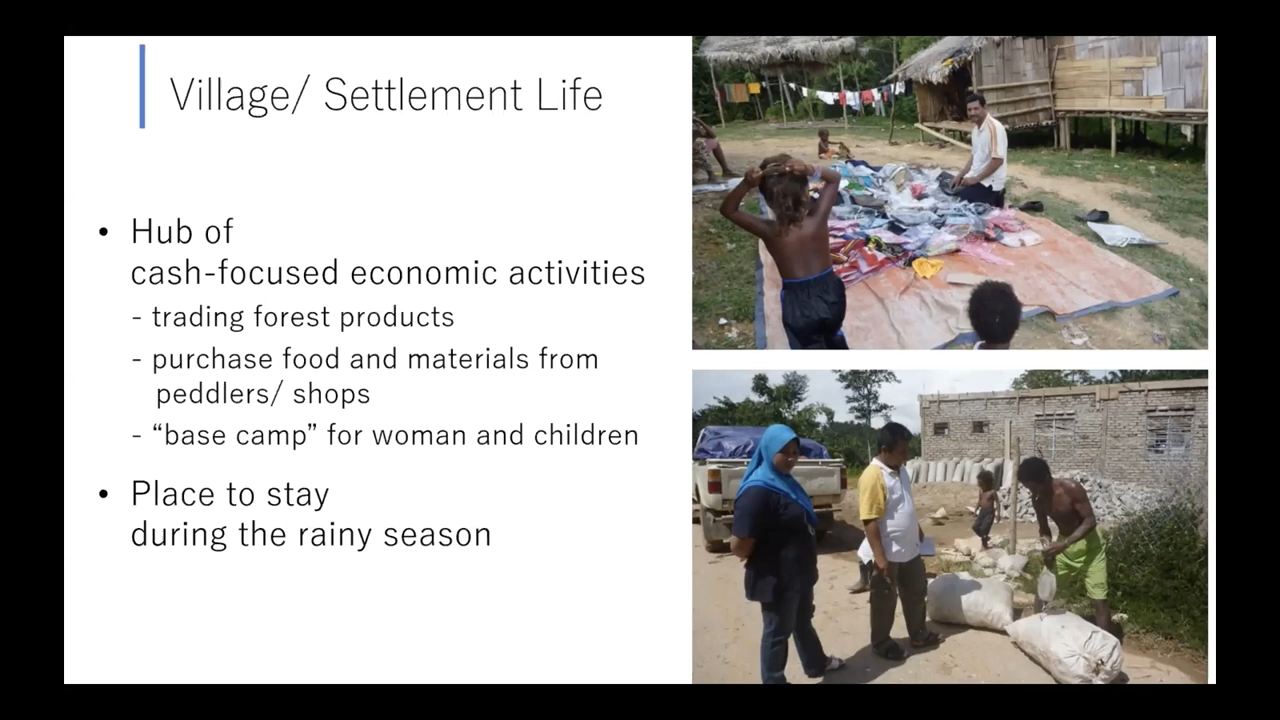 Village/ Settlement Life
• Hub of
cash-focused economic activities
- trading forest products
- purchase food and materials from
peddlers/ shops
- “base camp” for woman and children
• Place to stay
during the rainy season